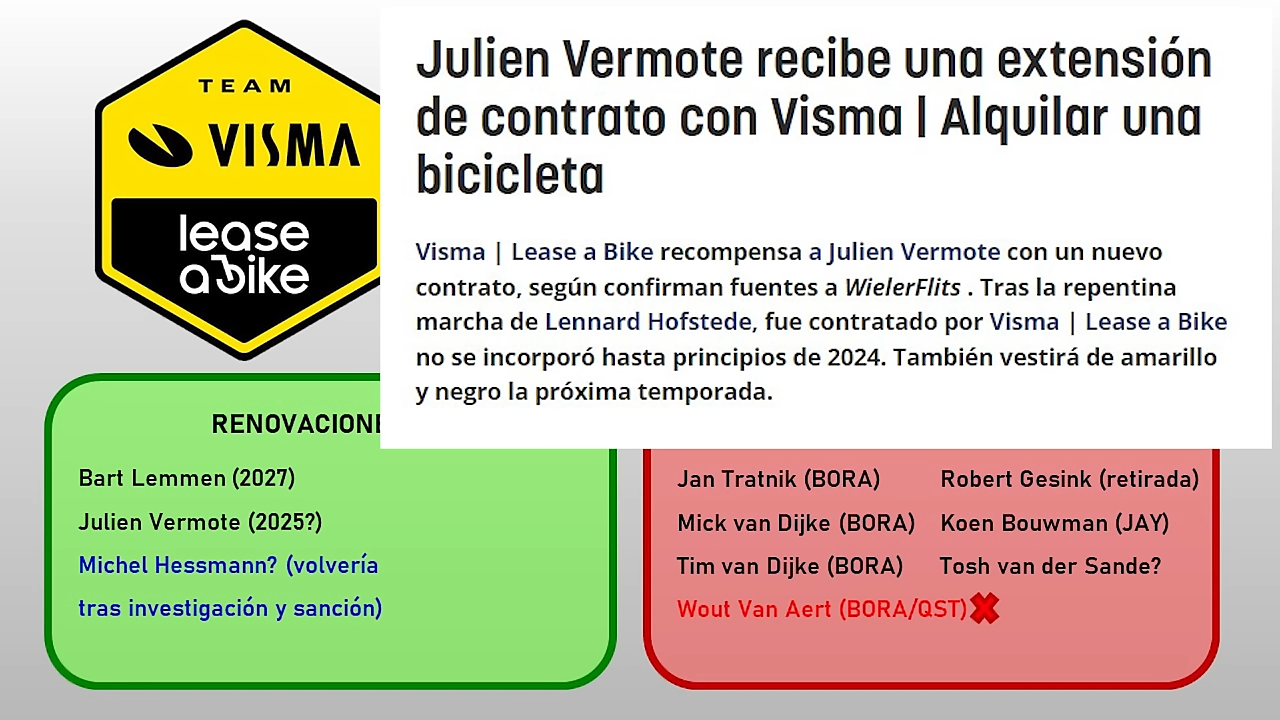 TEAM
VISMA
lease
a bike
Julien Vermote recibe una extensión
de contrato con Visma | Alquilar una
bicicleta
Visma | Lease a Bike recompensa a Julien Vermote con un nuevo
contrato, según confirman fuentes a WielerFlits . Tras la repentina
marcha de Lennard Hofstede, fue contratado por Visma | Lease a Bike
no se incorporó hasta principios de 2024. También vestirá de amarillo
y negro la próxima temporada.
RENOVACIONE
Bart Lemmen (2027)
Julien Vermote (2025?)
Michel Hessmann? (volvería
tras investigación y sanción)
Jan Tratnik (BORA)
Mick van Dijke (BORA)
Tim van Dijke (BORA)
Wout Van Aert (BORA/QST)
Robert Gesink (retirada)
Koen Bouwman (JAY)
Tosh van der Sande?